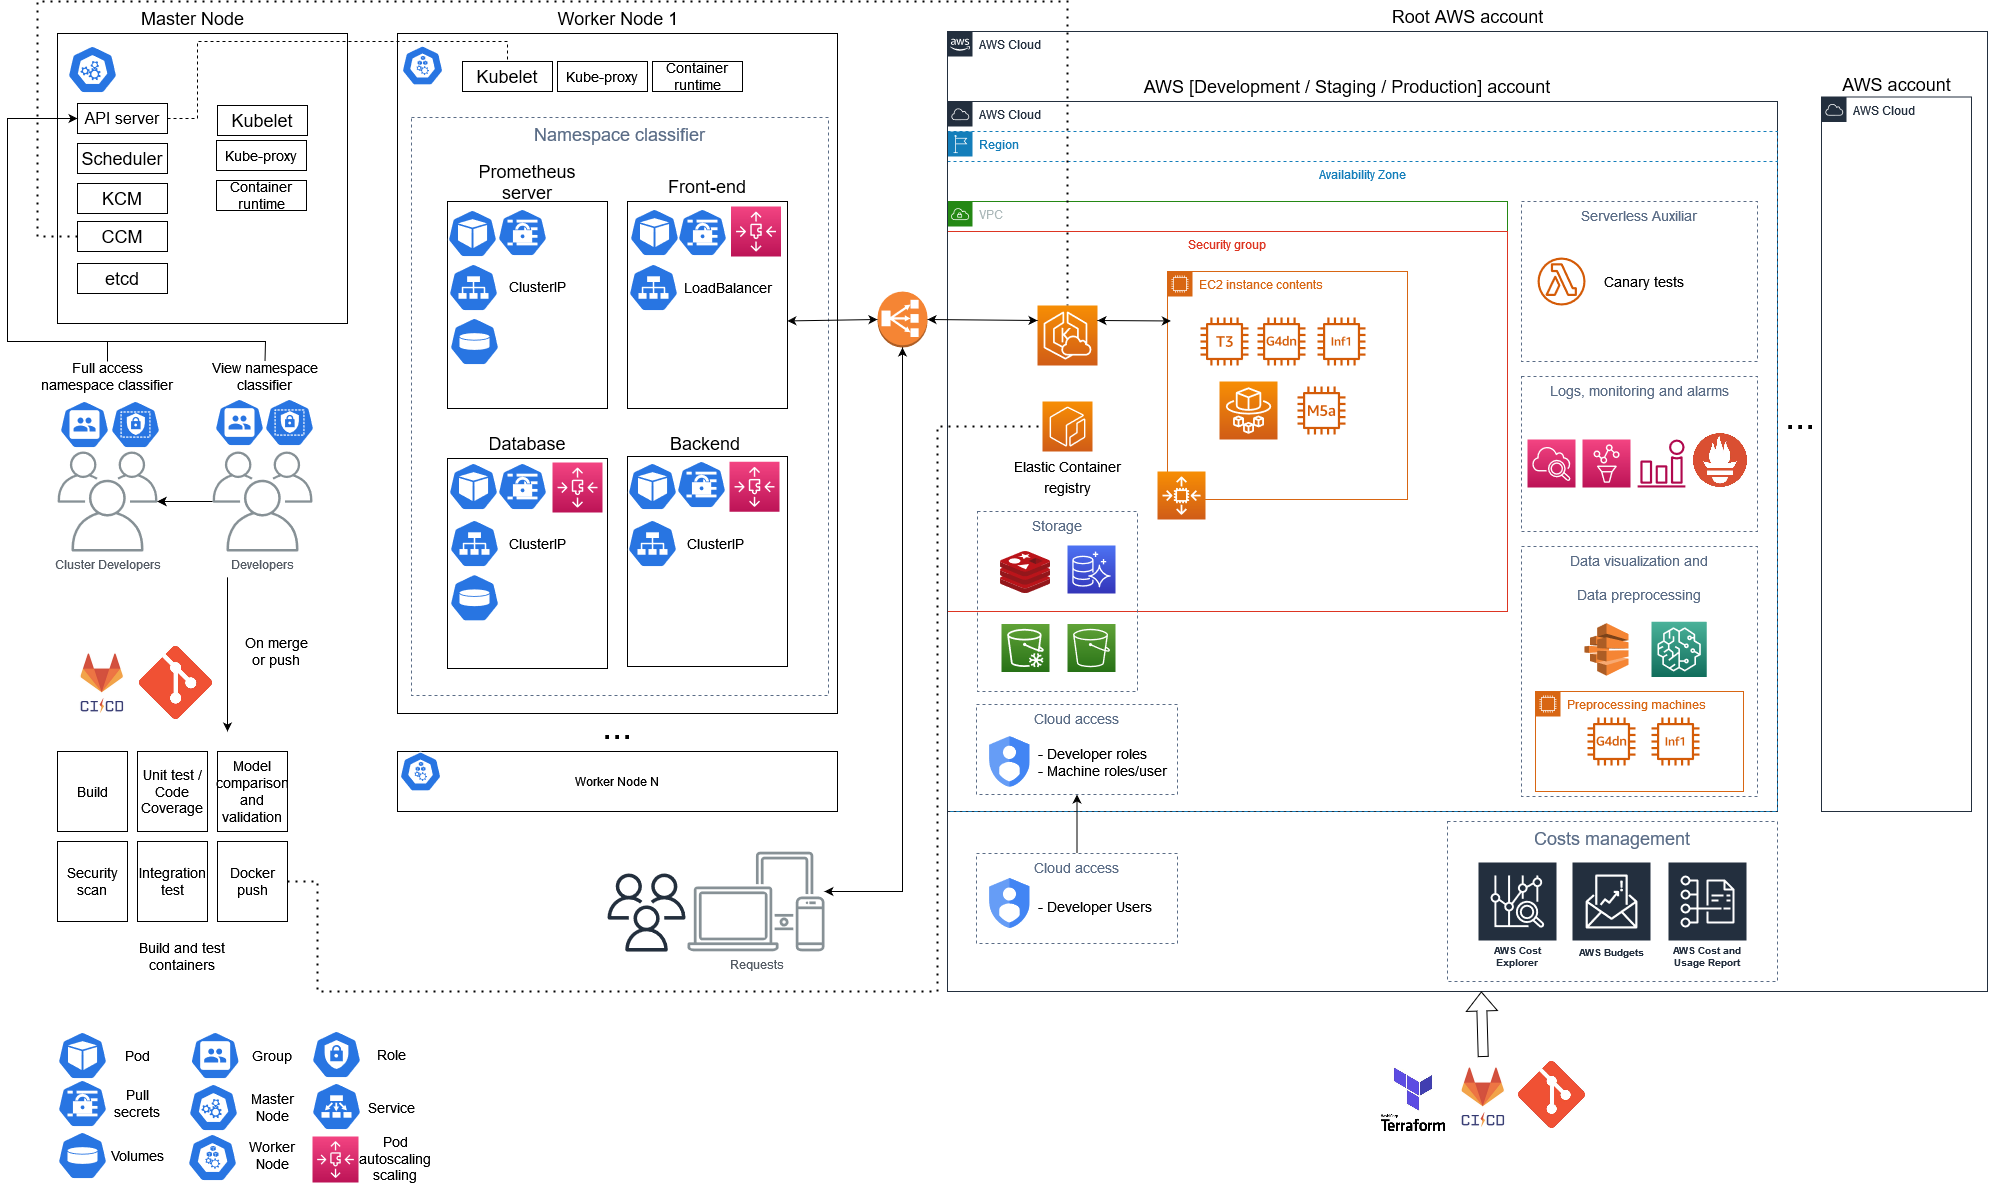 Master Node
API server
Scheduler
KCM
CCM
etcd
Kubelet
Kube-proxy
Container
runtime
Worker Node 1
Kubelet
Kube-proxy
Container
runtime
Namespace classifier
Prometheus
server
ClusterIP
Front-end
LoadBalancer
Database
ClusterIP
Backend
ClusterIP
...
Worker Node N
Full access
namespace classifier
View namespace
classifier
Cluster Developers
Developers
On merge
or push
CI/CD
Build
Unit test /
Code
Coverage
Model
comparison
and
validation
Security
scan
Integration
test
Docker
push
Build and test
containers
Requests
Root AWS account
aws
AWS Cloud
AWS [Development / Staging / Production] account
AWS Cloud
Region
Availability Zone
VPC
Security group
EC2 instance contents
T3
G4dn
Inf1
M5a
K
Elastic Container
registry
Storage
Cloud access
- Developer roles
- Machine roles/user
Cloud access
- Developer Users
Serverless Auxiliar
Canary tests
Logs, monitoring and alarms
Data visualization and
Data preprocessing
Preprocessing machines
G4dn
Inf1
...
AWS account
AWS Cloud
Costs management
AWS Cost
Explorer
AWS Budgets
AWS Cost and
Usage Report
HashiCorp
Terraform
CI/CD
Pod
Group
Role
Pull
secrets
Master
Node
Service
Volumes
Worker
Node
Pod
autoscaling
scaling